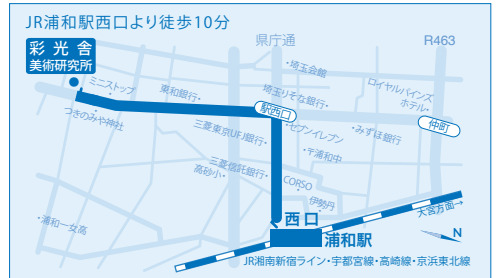 JR浦和駅西口より徒歩10分
県庁通
R463
彩光舎
美術研究所
・埼玉会館
ミニストップ
・
東和銀行・
埼玉りそな銀行・
ロイヤルパインズ
ホテル・
駅西口
つきのみや神社
三菱東京UFJ銀行・
・セブンイレブン
・みずほ銀行
仲町
・宇浦和中
三菱信託銀行・
高砂小・
CORSO
・
伊勢丹
・浦和一女高
西口
大宮方面→
浦和駅
N
JR湘南新宿ライン・宇都宮線・高崎線・京浜東北線